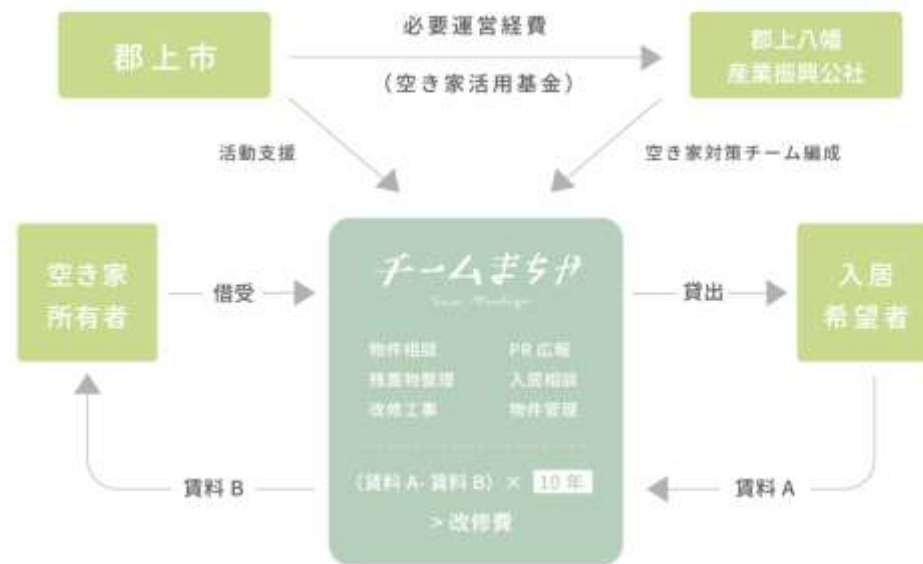 郡上市
必要運営経費
(空き家活用基金)
郡上八幡
産業振興公社
活動支援
空き家対策チーム編成
空き家
所有者
借受
チームまちや
Team Machiya
物件相談
PR広報
残置物整理
入居相談
改修工事
物件管理
(賃料A-賃料B) × 10年
>改修費
貸出
入居
希望者
賃料B
賃料A